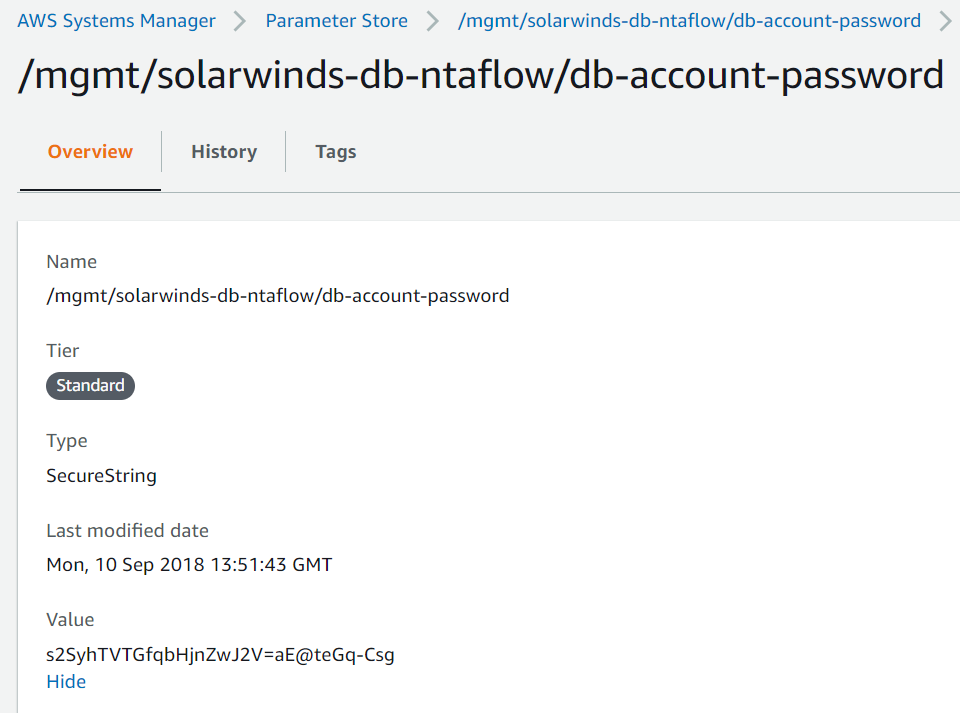 AWS Systems Manager > Parameter Store > /mgmt/solarwinds-db-ntaflow/db-account-password >
/mgmt/solarwinds-db-ntaflow/db-account-password
Overview History Tags
Name
/mgmt/solarwinds-db-ntaflow/db-account-password
Tier
Standard
Type
SecureString
Last modified date
Mon, 10 Sep 2018 13:51:43 GMT
Value
s2SyhTVTGfqbHjnZwJ2V=aE@teGq-Csg
Hide